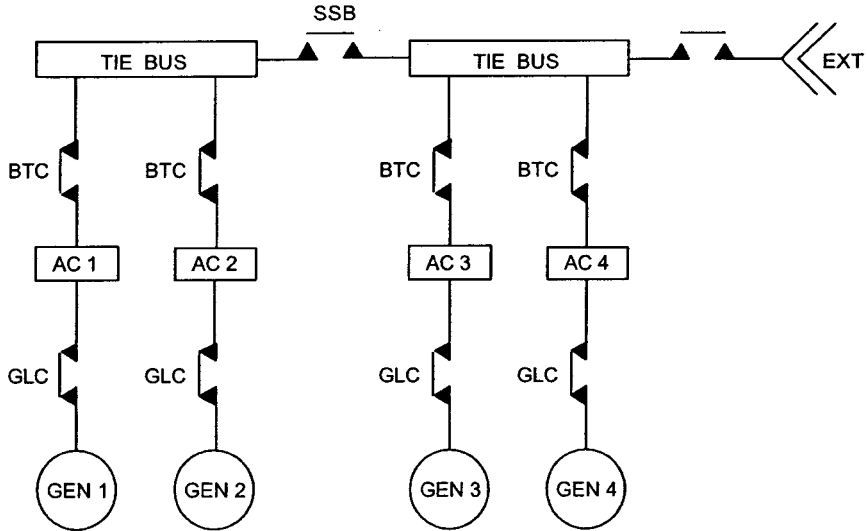 SSB
TIE BUS
TIE BUS
EXT
BTC
BTC
BTC
BTC
AC 1
AC 2
AC 3
AC 4
GLC
GLC
GLC
GLC
GEN 1
GEN 2
GEN 3
GEN 4